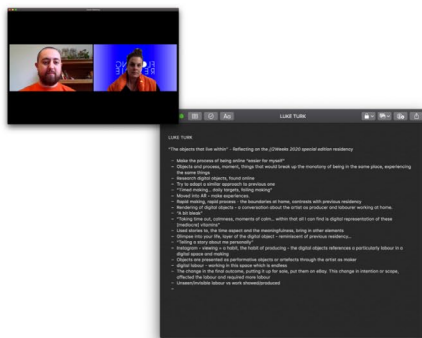 LUKE TURK
LUKE TURK
"The objects that live within" - Reflecting on the //2Weeks 2020 special edition residency
- Make the process of being online "easier for myself"
- Objects and process, moment, things that would break up the monotony of being in the same place, experiencing
the same things
- Research digital objects, found online
- Try to adapt a similar approach to previous one
- "Timed making... daily targets, failing making"
- Moved into AR - make experiences.
- Rapid making, rapid process - the boundaries at home, contrasts with previous residency
- Rendering of digital objects - a conversation about the artist as producer and labourer working at home.
- "A bit bleak"
- "Taking time out, calmness, moments of calm... within that all I can find is digital representation of these
[mediocre] vitamins"
- Used stories to, the time aspect and the meaningfulness, bring in other elements
- Glimpse into your life, layer of the digital object - reminiscent of previous residency...
- "Telling a story about me personally"
- Instagram - viewing = a habit, the habit of producing - the digital objects references a particularly labour in a
digital space and making
- Objects are presented as performative objects or artefacts through the artist as maker
- digital labour - working in this space which is endless
- The change in the final outcome, putting it up for sale, put them on eBay. This change in intention or scope,
affected the labour and required more labour
- Unseen/invisible labour vs work showed/produced
-